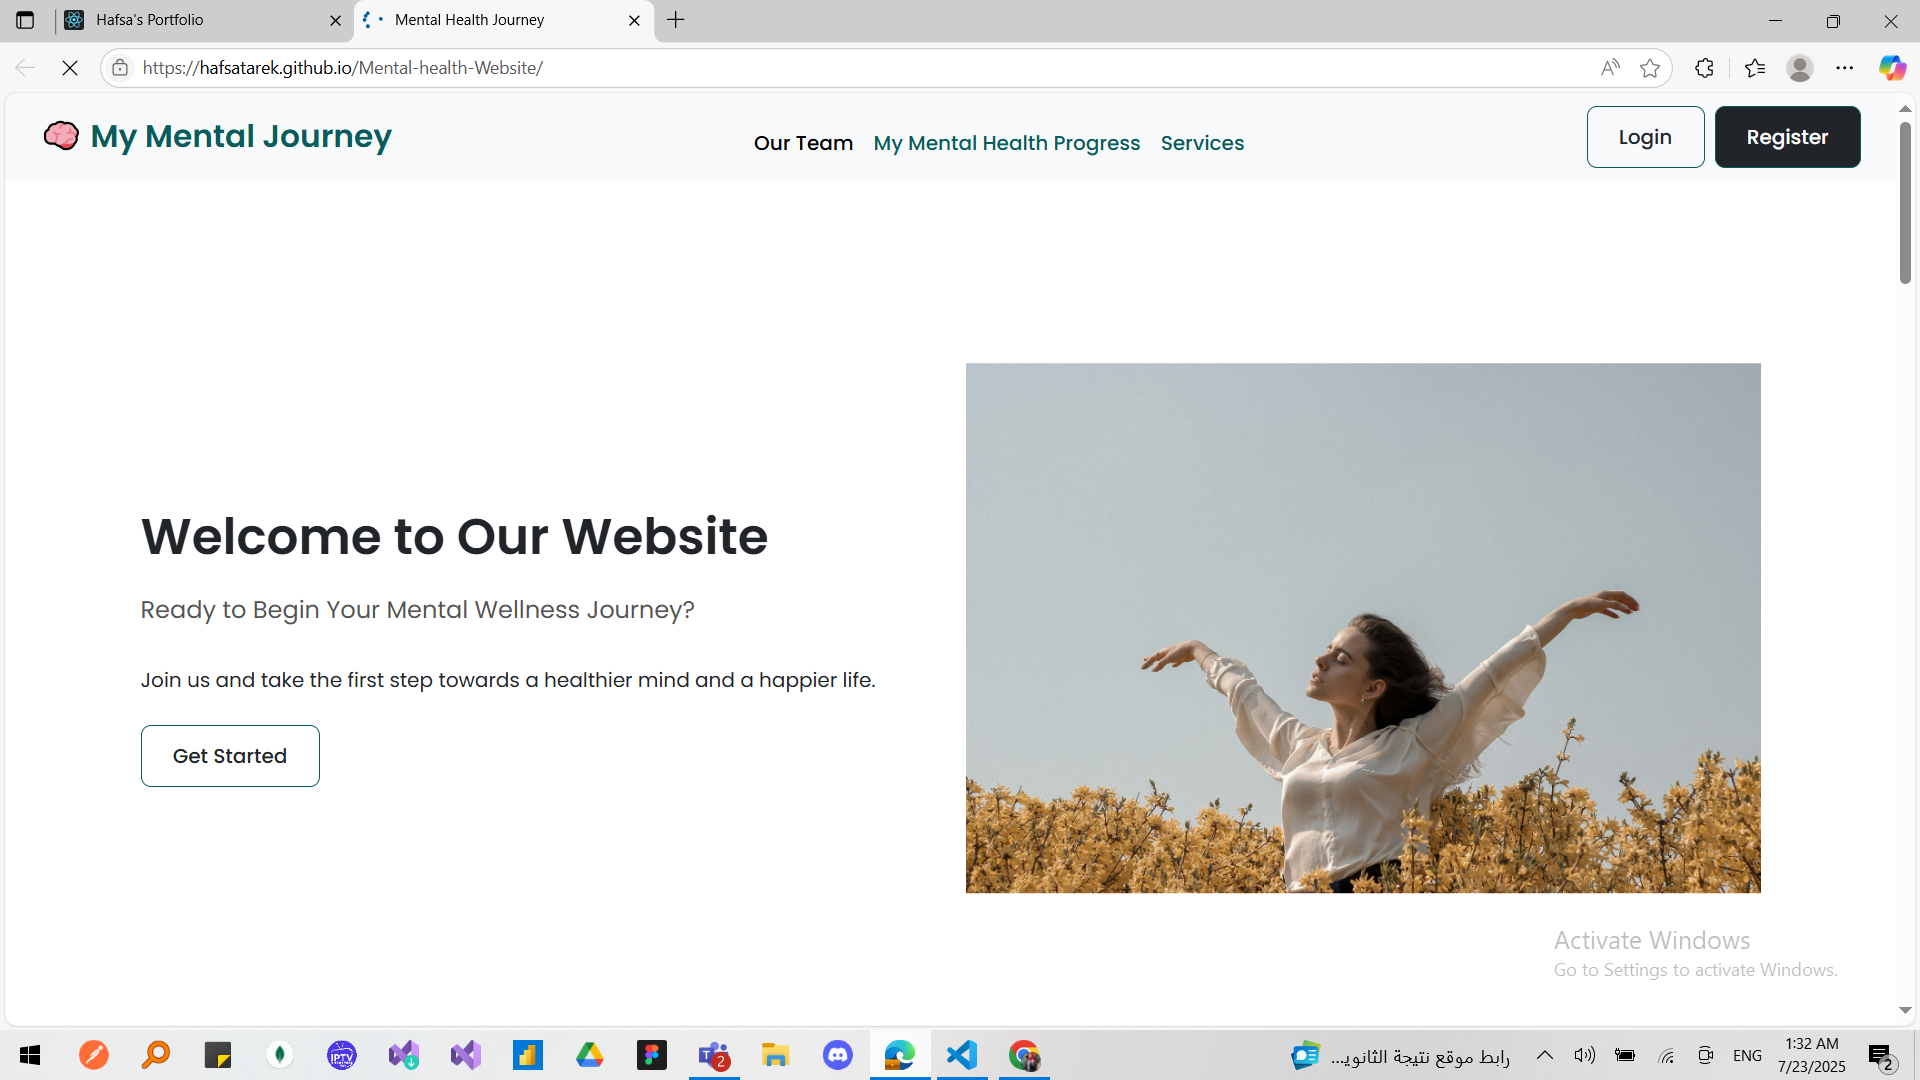 Hafsa's Portfolio
Mental Health Journey
https://hafsatarek.github.io/Mental-health-Website/
My Mental Journey
Our Team
My Mental Health Progress
Services
Login
Register
Welcome to Our Website
Ready to Begin Your Mental Wellness Journey?
Join us and take the first step towards a healthier mind and a happier life.
Get Started
Activate Windows
Go to Settings to activate Windows.
IPTV
2
رابط موقع نتيجة الثانويـ...
ENG
1:32 AM
7/23/2025
2